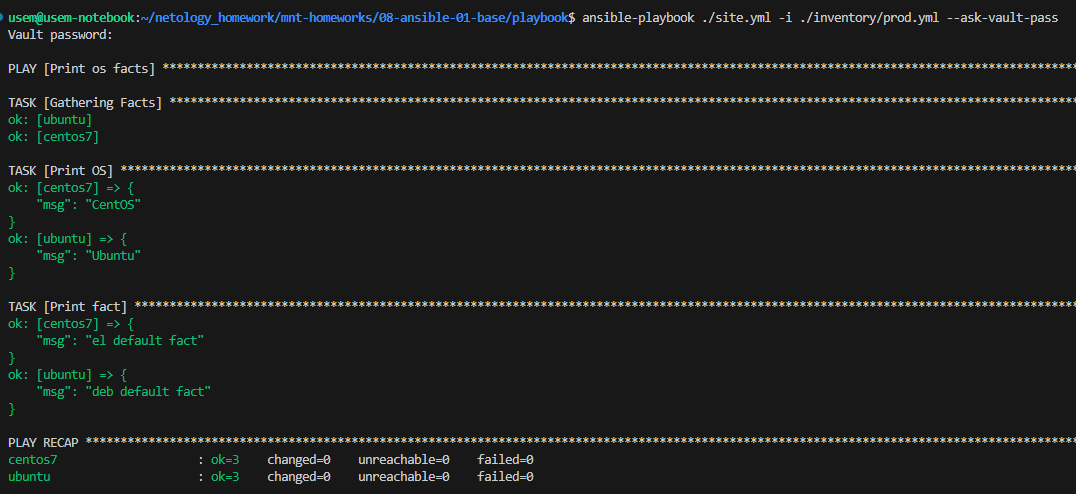 usem@usem-notebook:~/netology_homework/mnt-homeworks/08-ansible-01-base/playbook$ ansible-playbook ./site.yml -i ./inventory/prod.yml --ask-vault-pass
Vault password:
PLAY [Print os facts] ***********************************************************************************************************************************
TASK [Gathering Facts] **********************************************************************************************************************************
ok: [ubuntu]
ok: [centos7]
TASK [Print OS] *****************************************************************************************************************************************
ok: [centos7] => {
    "msg": "CentOS"
}
ok: [ubuntu] => {
    "msg": "Ubuntu"
}
TASK [Print fact] ***************************************************************************************************************************************
ok: [centos7] => {
    "msg": "el default fact"
}
ok: [ubuntu] => {
    "msg": "deb default fact"
}
PLAY RECAP **********************************************************************************************************************************************
centos7                    : ok=3    changed=0    unreachable=0    failed=0
ubuntu                     : ok=3    changed=0    unreachable=0    failed=0